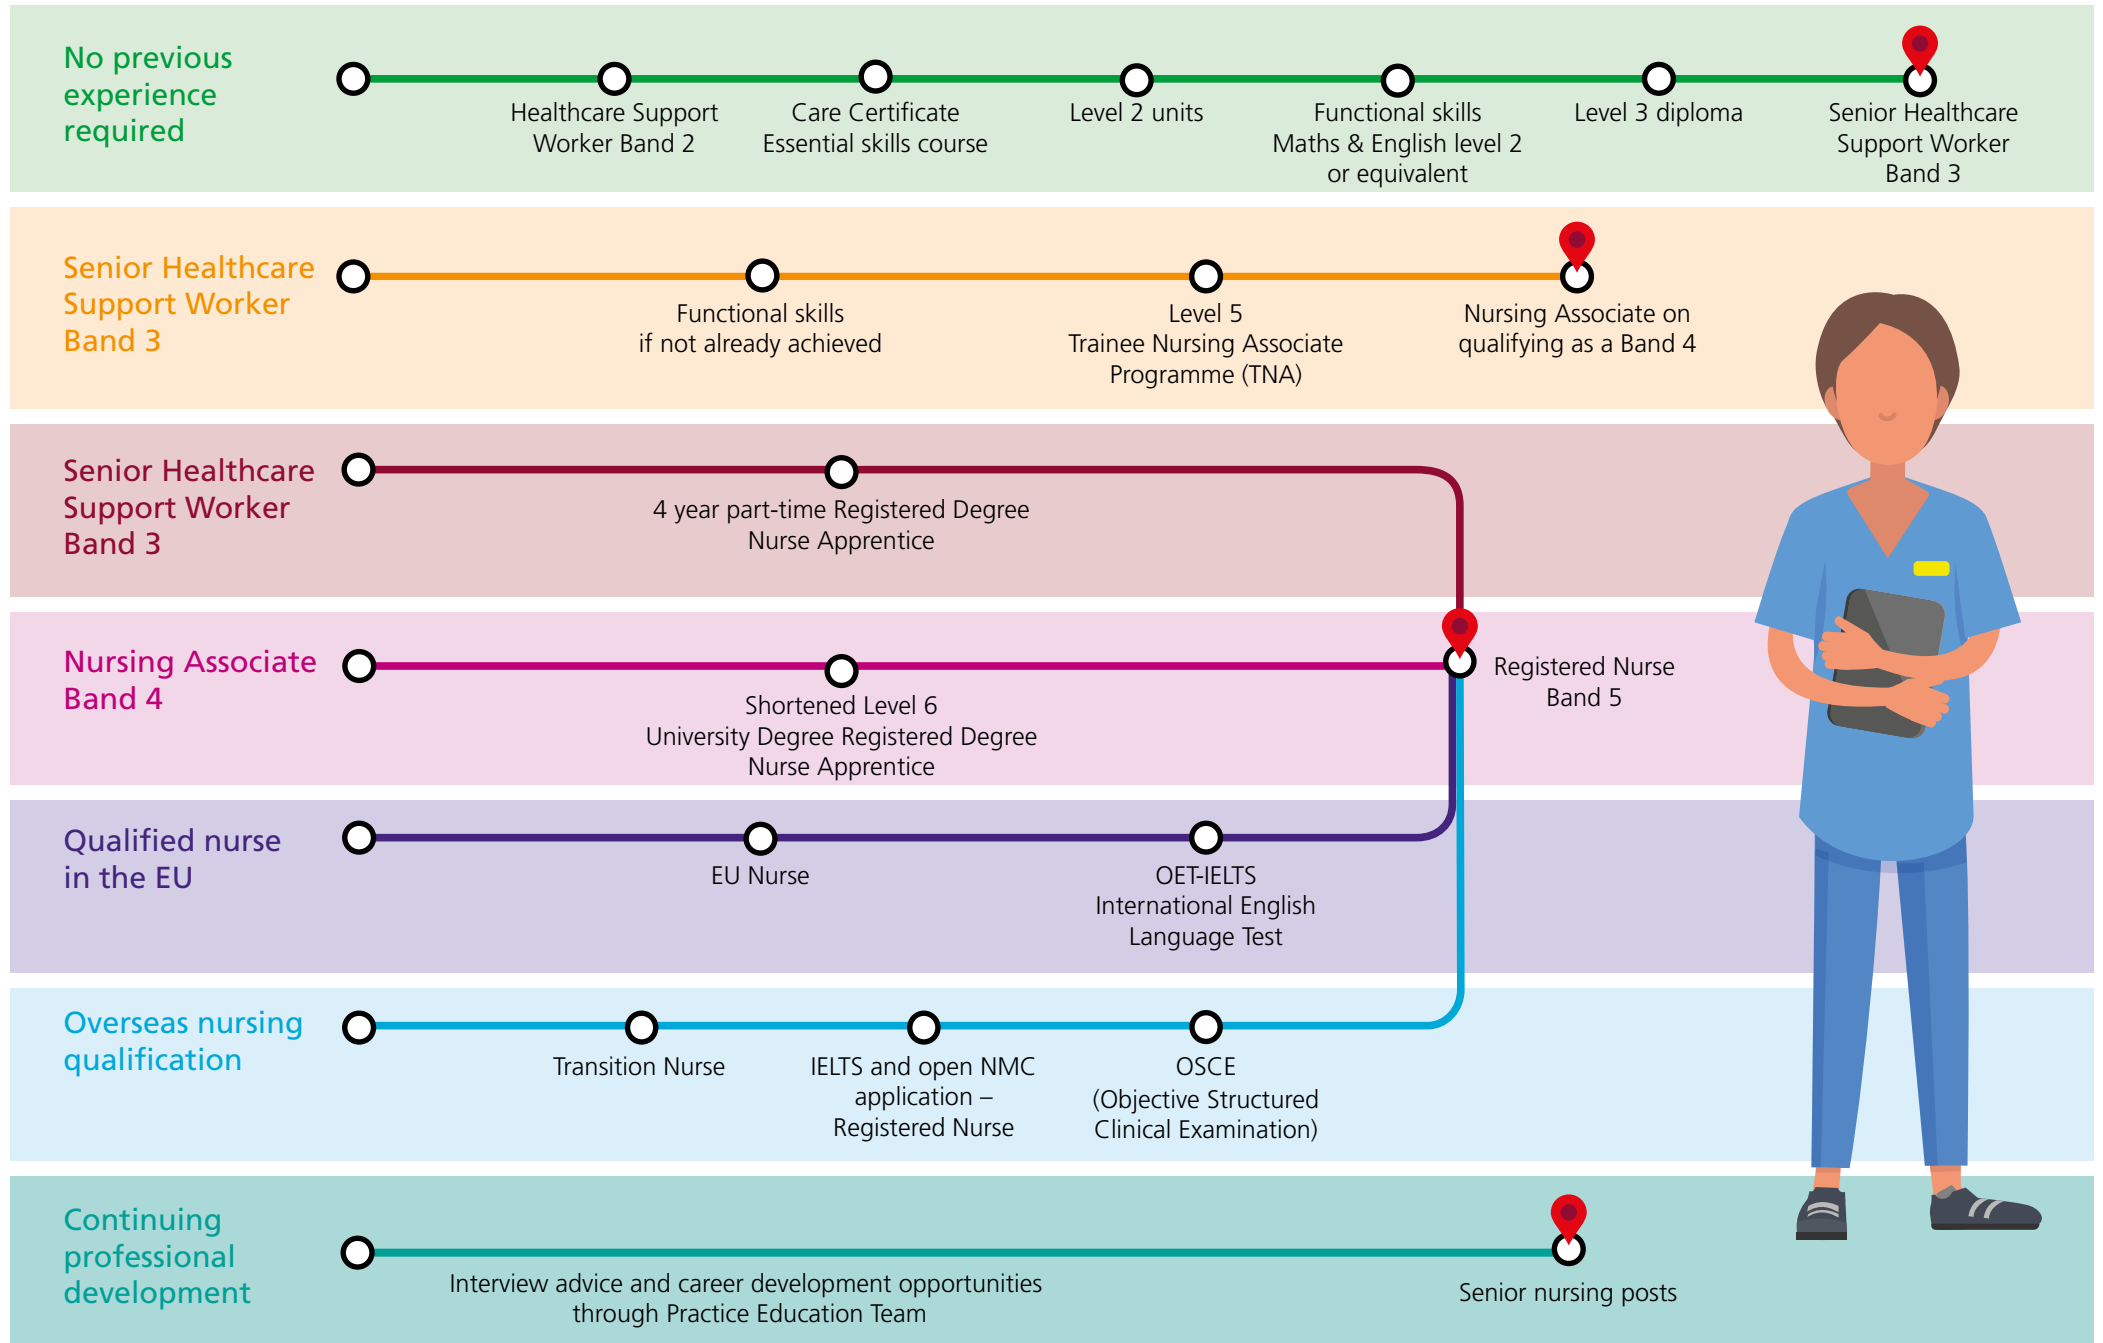 No previous
experience
required
Healthcare Support
Worker Band 2
Care Certificate
Essential skills course
Level 2 units
Functional skills
Maths & English level 2
or equivalent
Level 3 diploma
Senior Healthcare
Support Worker
Band 3
Senior Healthcare
Support Worker
Band 3
Functional skills
if not already achieved
Level 5
Trainee Nursing Associate
Programme (TNA)
Nursing Associate on
qualifying as a Band 4
Senior Healthcare
Support Worker
Band 3
4 year part-time Registered Degree
Nurse Apprentice
Nursing Associate
Band 4
Shortened Level 6
University Degree Registered Degree
Nurse Apprentice
Registered Nurse
Band 5
Qualified nurse
in the EU
EU Nurse
OET-IELTS
International English
Language Test
Overseas nursing
qualification
Transition Nurse
IELTS and open NMC
application –
Registered Nurse
OSCE
(Objective Structured
Clinical Examination)
Continuing
professional
development
Interview advice and career development opportunities
through Practice Education Team
Senior nursing posts